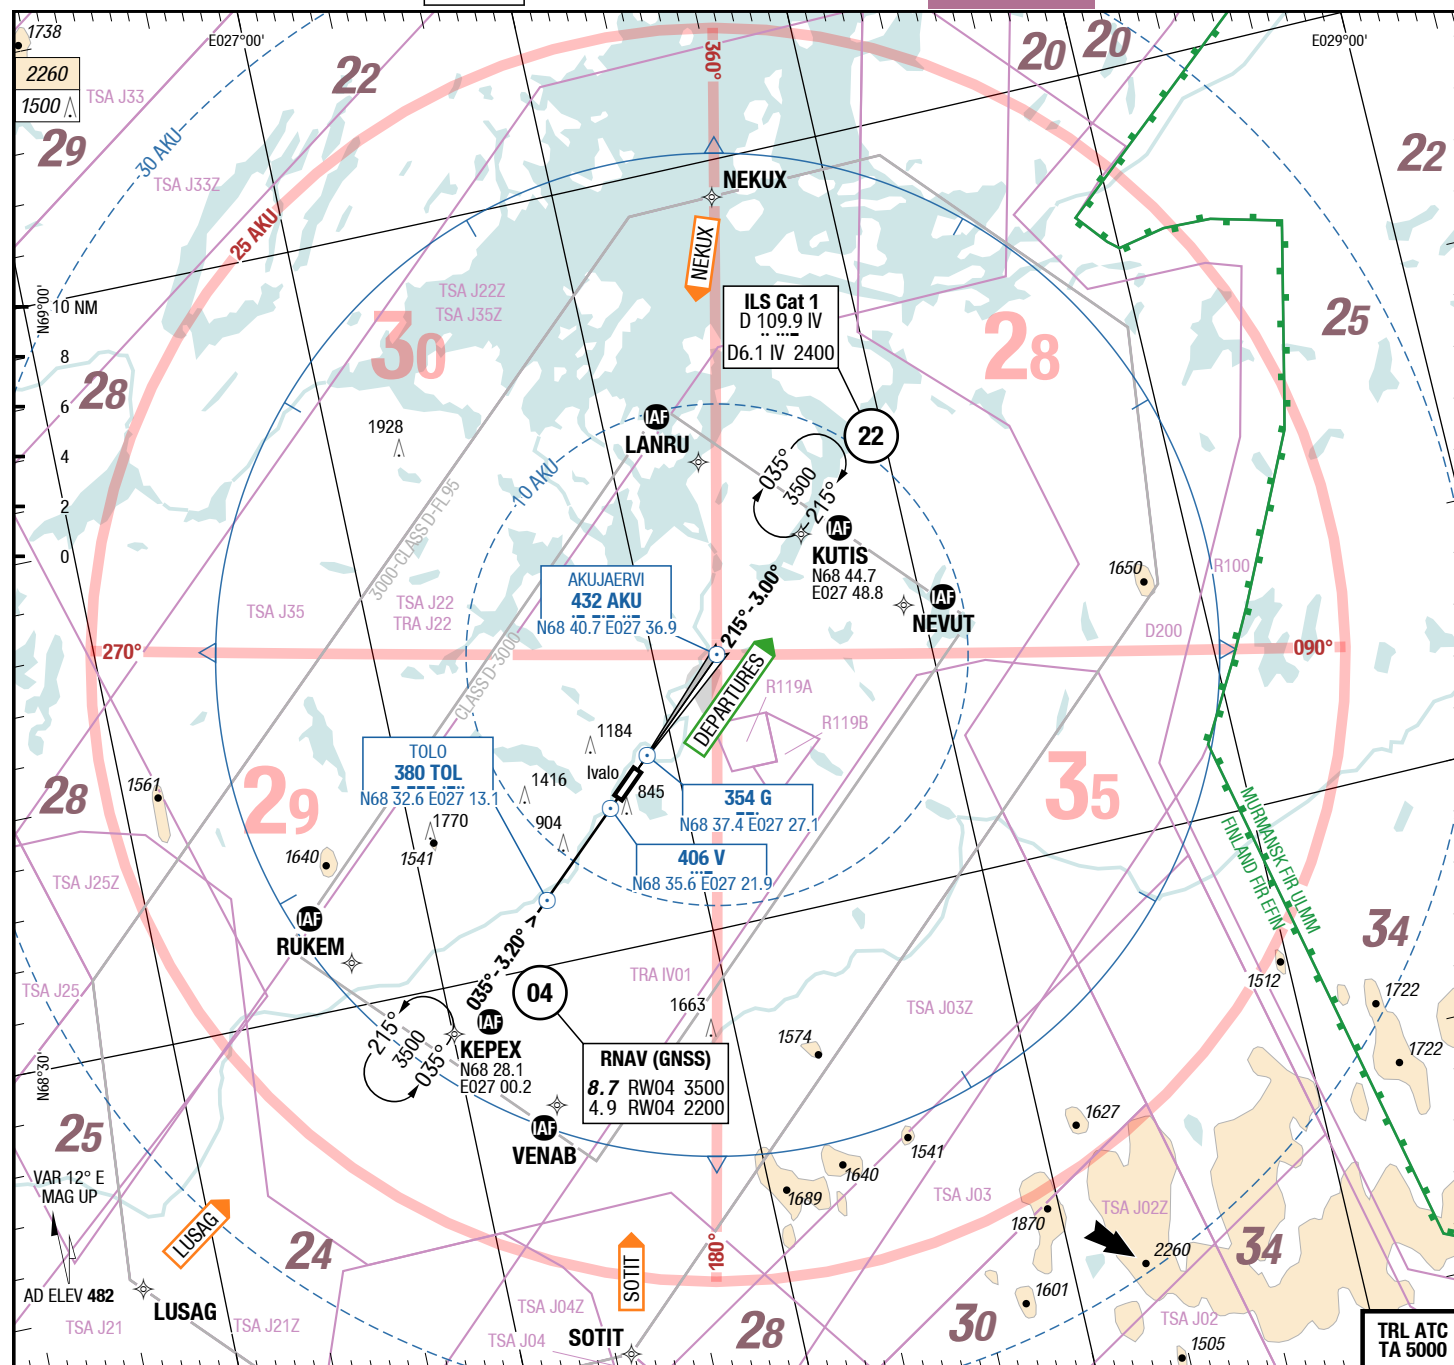 1738
E027°00'
360°
20
20
E029°00'
2260
1500
TSA J33
22
29
30 AKU
22
TSA J33Z
NEKUX
25 AKU
NEKUX
N69°00'
10 NM
8
6
4
2
0
TSA J22Z
TSA J35Z
ILS Cat 1
D 109.9 IV
D6.1 IV 2400
25
30
28
28
1928
IAF
LANRU
22
10 AKU
035°
3500
215°
IAF
KUTIS
N68 44.7
E027 48.8
3000-CLASS D-FL95
AKUJAERVI
432 AKU
N68 40.7 E027 36.9
215° - 3.00°
IAF
NEVUT
1650
R100
TSA J35
TSA J22
TRA J22
D200
CLASS D-3000
270°
090°
DEPARTURES
R119A
R119B
1184
TOLO
380 TOL
N68 32.6 E027 13.1
Ivalo
1416
845
354 G
N68 37.4 E027 27.1
28
1561
29
35
1770
904
1541
1640
406 V
N68 35.6 E027 21.9
MURMANSK FIR ULMM
FINLAND FIR EFIN
TSA J25Z
IAF
RUKEM
34
035° - 3.20° >
TSA J25
TRA IV01
1512
1722
04
1663
TSA J03Z
215°
3500
035°
IAF
KEPEX
N68 28.1
E027 00.2
1574
1722
N68°30'
RNAV (GNSS)
8.7 RW04 3500
4.9 RW04 2200
25
IAF
VENAB
1627
1541
1640
1689
VAR 12° E
MAG UP
TSA J03
TSA J02Z
1870
LUSAG
24
180°
2260
34
SOTIT
AD ELEV 482
LUSAG
1601
TSA J04Z
TSA J21
TSA J21Z
TSA J04
SOTIT
28
30
TSA J02
1505
TRL ATC
TA 5000